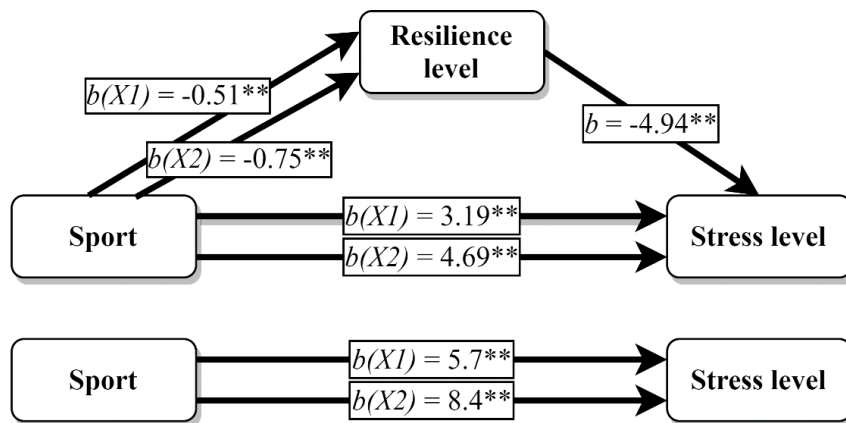 Resilience
level
b(X1) = -0.51**
b = -4.94**
b(X2) = -0.75**
Sport
b(X1) = 3.19**
b(X2) = 4.69**
Stress level
Sport
b(X1) = 5.7**
b(X2) = 8.4**
Stress level